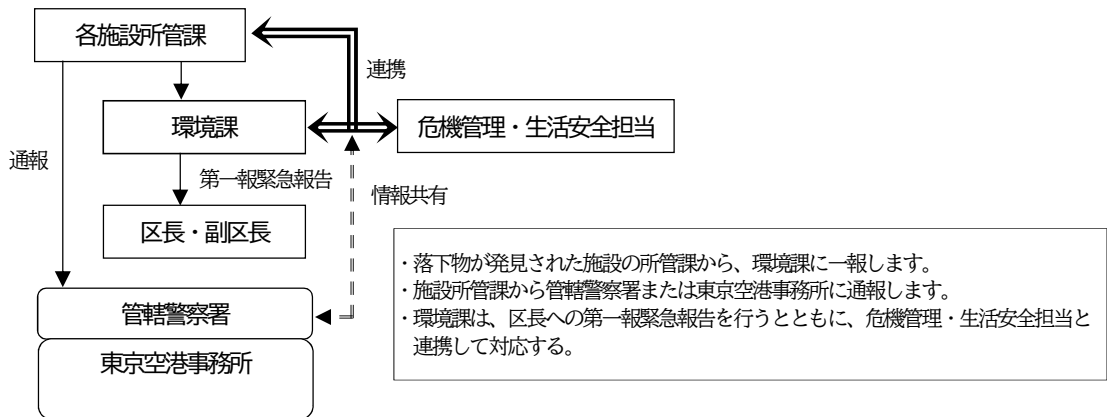 各施設所管課
連携
環境課
危機管理・生活安全担当
通報
第一報緊急報告
情報共有
区長・副区長
・落下物が発見された施設の所管課から、環境課に一報します。
・施設所管課から管轄警察署または東京空港事務所に通報します。
・環境課は、区長への第一報緊急報告を行うとともに、危機管理・生活安全担当と
連携して対応する。
管轄警察署
東京空港事務所